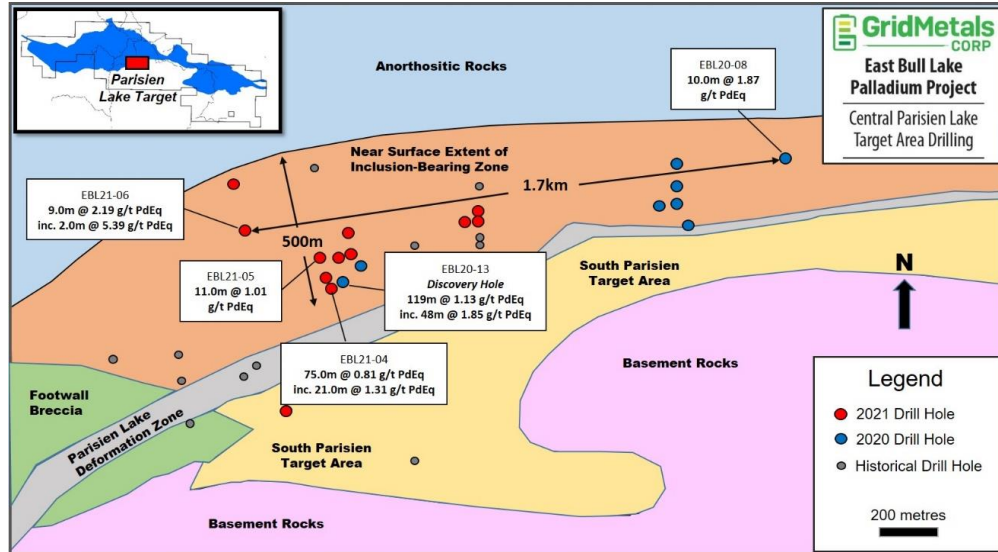 Parisien
Lake Target
GridMetals
CORP
East Bull Lake
Palladium Project
Central Parisien Lake
Target Area Drilling
Anorthositic Rocks
EBL20-08
10.0m @ 1.87
g/t PdEq
Near Surface Extent of
Inclusion-Bearing Zone
1.7km
EBL21-06
9.0m @ 2.19 g/t PdEq
inc. 2.0m @ 5.39 g/t PdEq
500m
EBL21-05
11.0m @ 1.01
g/t PdEq
EBL20-13
Discovery Hole
119m @ 1.13 g/t PdEq
inc. 48m @ 1.85 g/t PdEq
South Parisien
Target Area
N
EBL21-04
75.0m @ 0.81 g/t PdEq
inc. 21.0m @ 1.31 g/t PdEq
Basement Rocks
Footwall
Breccia
Parisien Lake
Deformation Zone
South Parisien
Target Area
Basement Rocks
Legend
2021 Drill Hole
2020 Drill Hole
Historical Drill Hole
200 metres